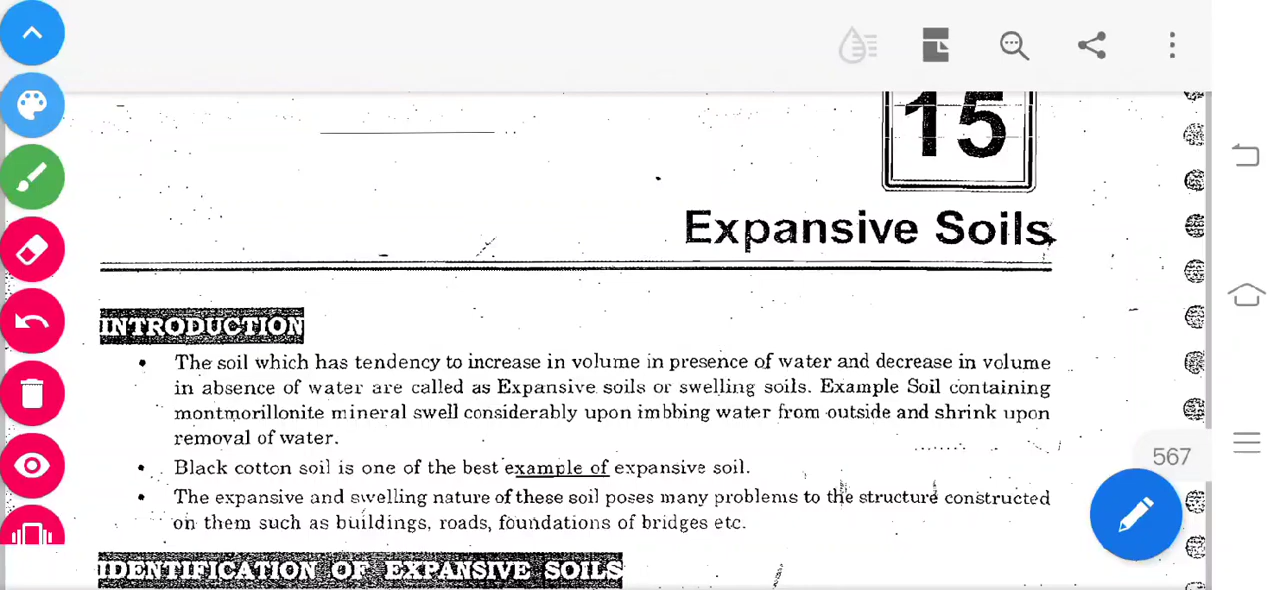 15
Expansive Soils
INTRODUCTION
• The soil which has tendency to increase in volume in presence of water and decrease in volume
in absence of water are called as Expansive soils or swelling soils. Example Soil containing
montmorillonite mineral swell considerably upon imbbing water from outside and shrink upon
removal of water.
• Black cotton soil is one of the best example of expansive soil.
• The expansive and swelling nature of these soil poses many problems to the structure constructed
on them such as buildings, roads, foundations of bridges etc.
567
IDENTIFICATION OF EXPANSIVE SOILS